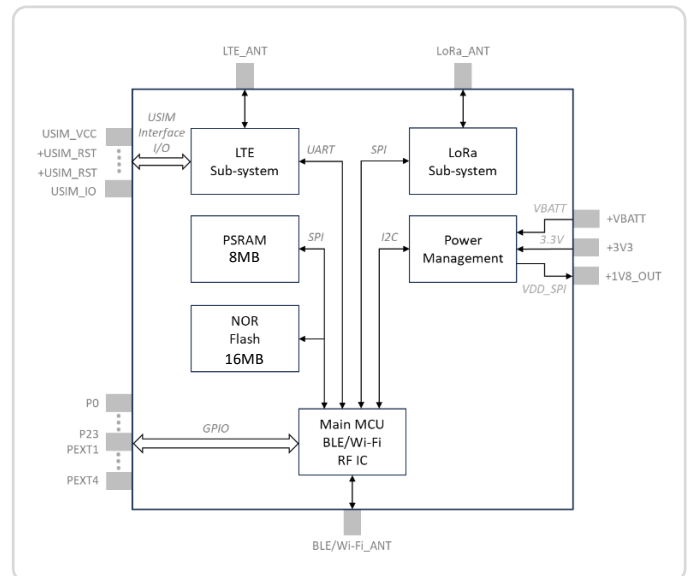 LTE_ANT
LoRa_ANT
USIM_VCC
+USIM_RST
+USIM_RST
USIM_IO
USIM
Interface
I/O
LTE
Sub-system
UART
SPI
LoRa
Sub-system
PSRAM
8MB
SPI
I2C
Power
Management
VBATT
+VBATT
3.3V
+3V3
VDD_SPI
+1V8_OUT
NOR
Flash
16MB
P0
P23
PEXT1
PEXT4
GPIO
Main MCU
BLE/Wi-Fi
RF IC
BLE/Wi-Fi_ANT